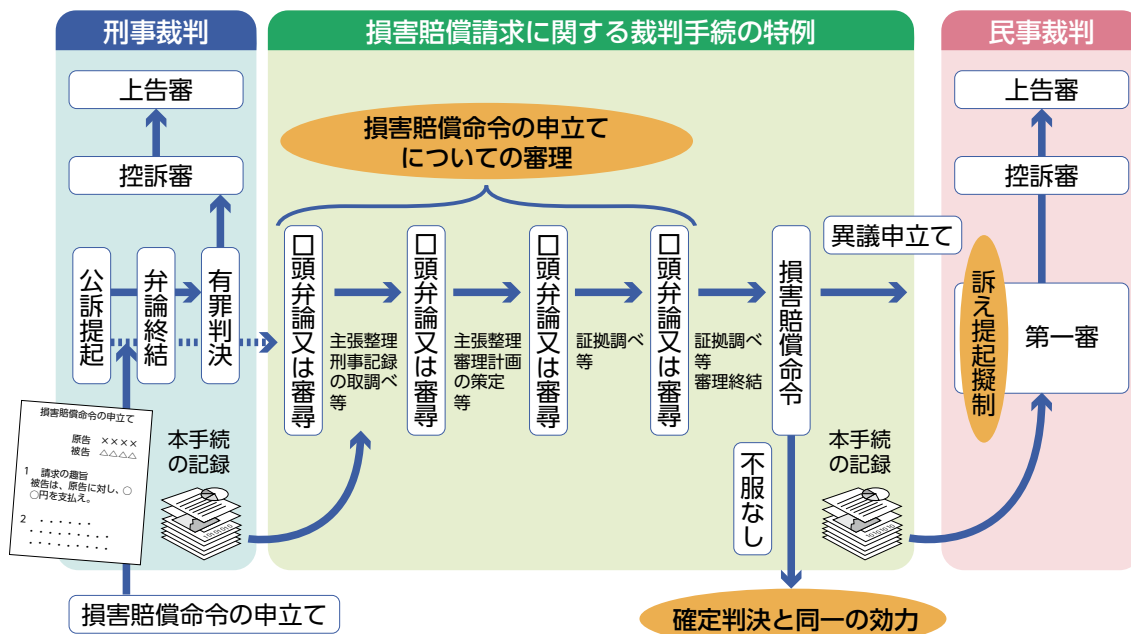 刑事裁判
上告審
控訴審
公訴提起
弁論終結
有罪判決
損害賠償命令の申立て
原告 ××××
被告 △△△△
1 請求の趣旨
被告は、原告に対し、○
○円を支払え。
2 ・・・・・・
・・・・・・・・・
・・・・・・・・・
本手続
の記録
損害賠償命令の申立て
損害賠償請求に関する裁判手続の特例
損害賠償命令の申立て
についての審理
口頭弁論又は審尋
主張整理
刑事記録
の取調べ
等
口頭弁論又は審尋
主張整理
審理計画
の策定
等
口頭弁論又は審尋
証拠調べ
等
口頭弁論又は審尋
証拠調べ
等
審理終結
損害賠償命令
異議申立て
不服なし
本手続
の記録
確定判決と同一の効力
民事裁判
上告審
控訴審
訴え提起擬制
第一審